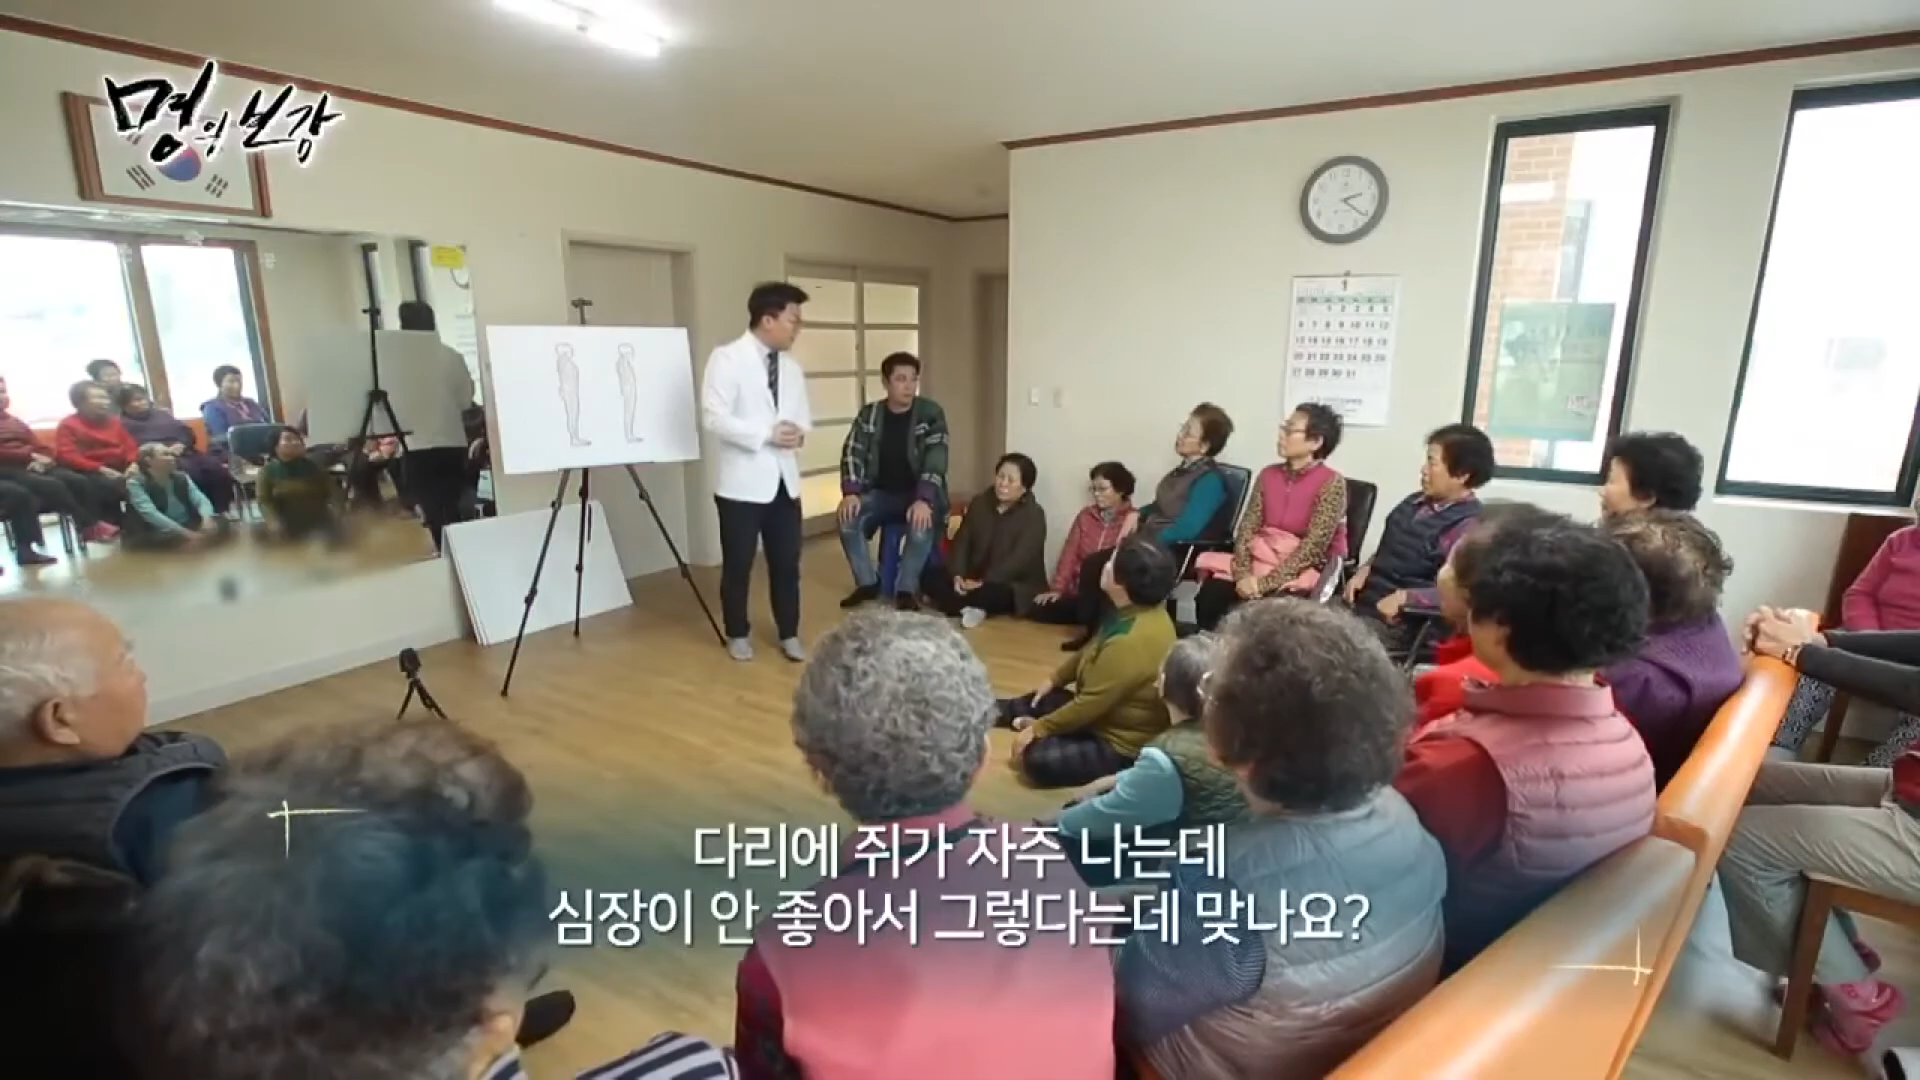 명의보감
다리에 쥐가 자주 나는데
심장이 안 좋아서 그렇다는데 맞나요?